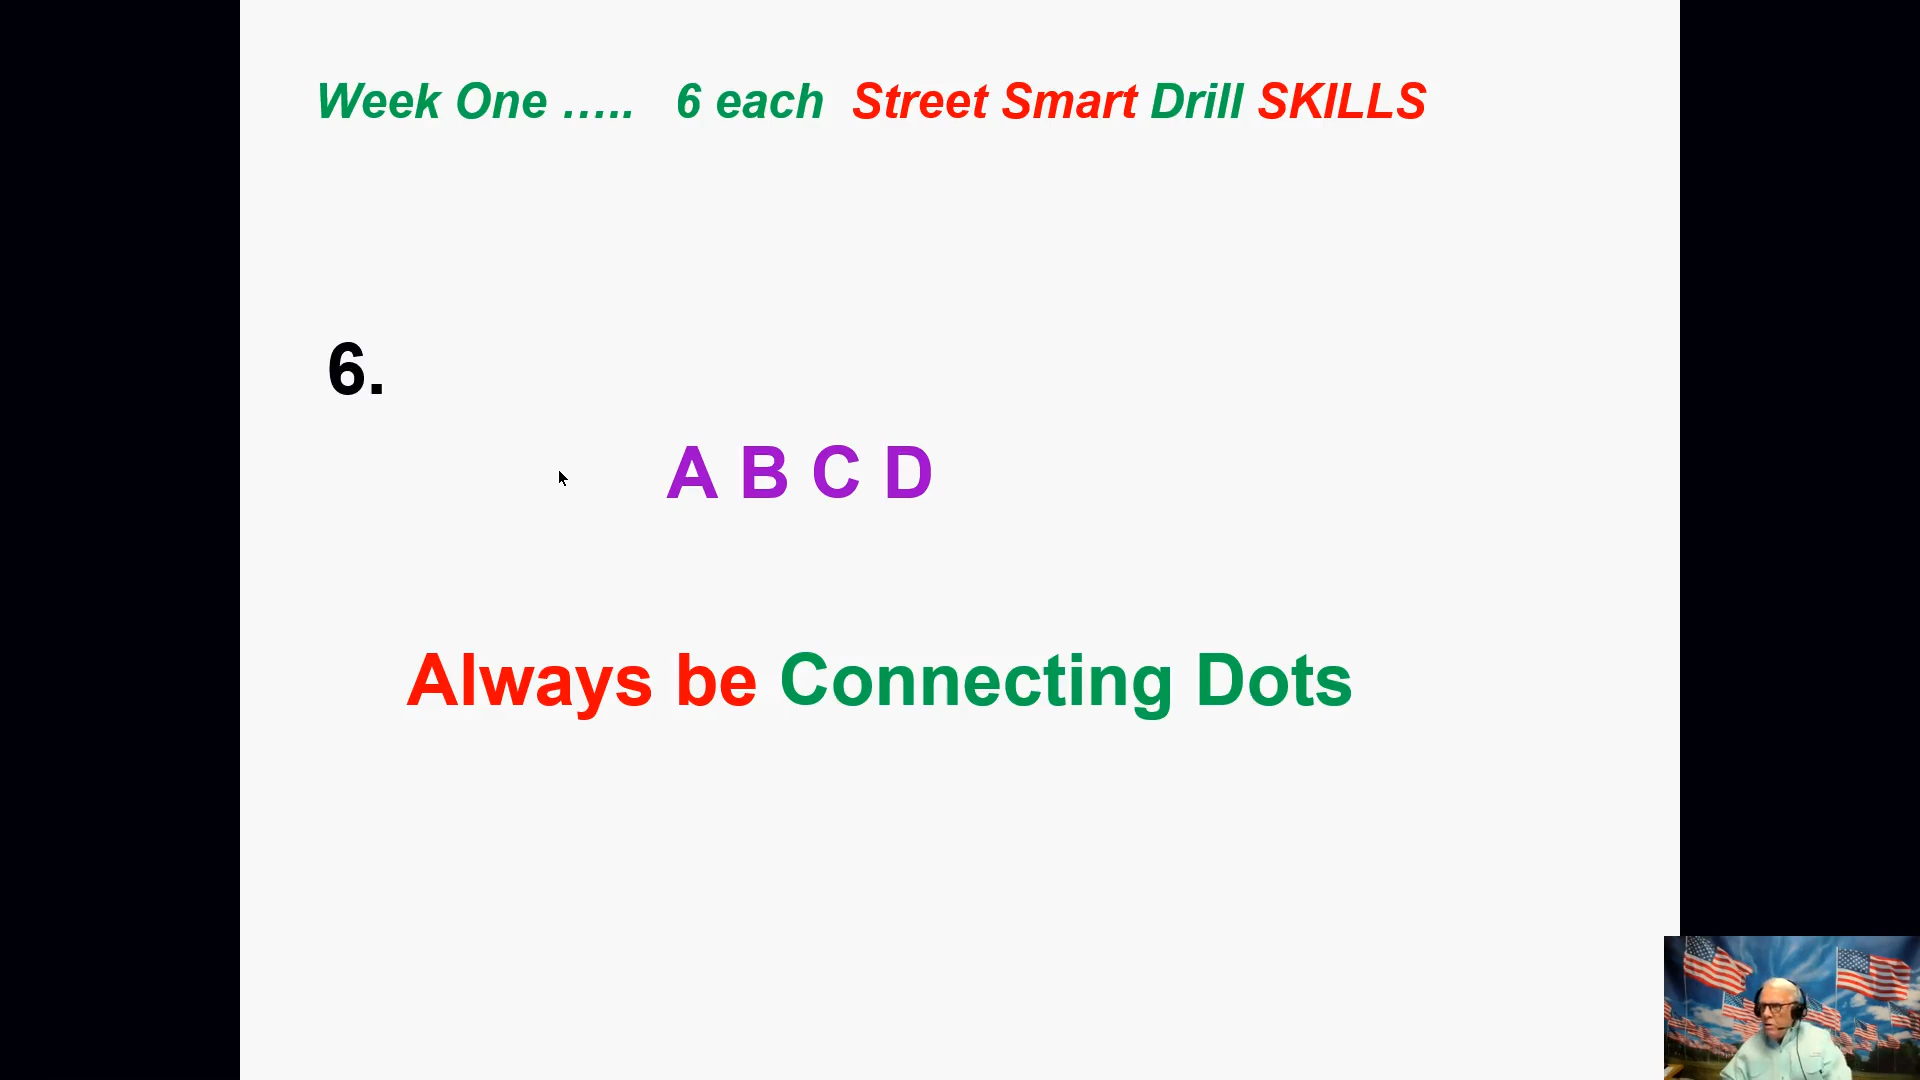 Week One ..... 6 each Street Smart Drill SKILLS
6.
A B C D
Always be Connecting Dots